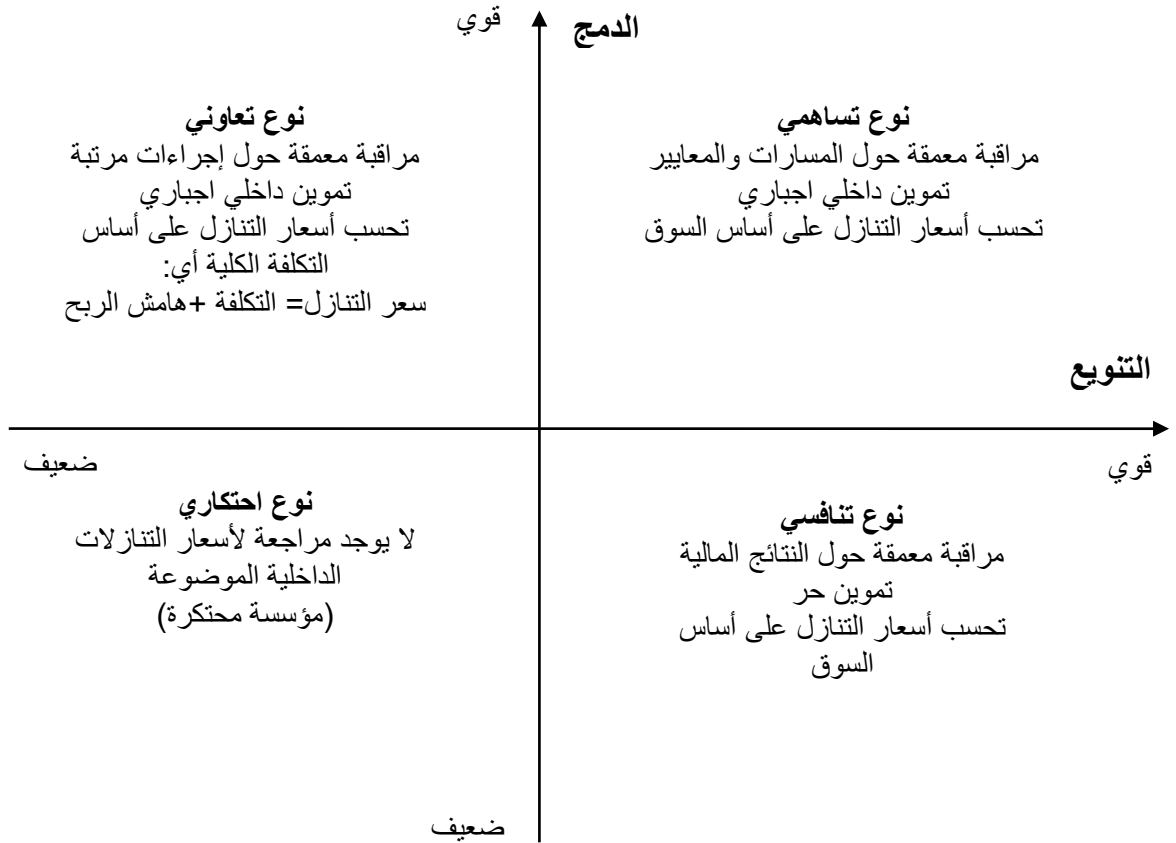 الدمج
قوي
نوع تساهمي
مراقبة معمقة حول المسارات والمعايير
تموين داخلي اجباري
تحسب أسعار التنازل على أساس السوق
نوع تعاوني
مراقبة معمقة حول إجراءات مرتبة
تموين داخلي اجباري
تحسب أسعار التنازل على أساس
التكلفة الكلية أي:
سعر التنازل= التكلفة +هامش الربح
التنويع
قوي
ضعيف
نوع تنافسي
مراقبة معمقة حول النتائج المالية
تموين حر
تحسب أسعار التنازل على أساس
السوق
نوع احتكاري
لا يوجد مراجعة لأسعار التنازلات
الداخلية الموضوعة
(مؤسسة محتكرة)
ضعيف